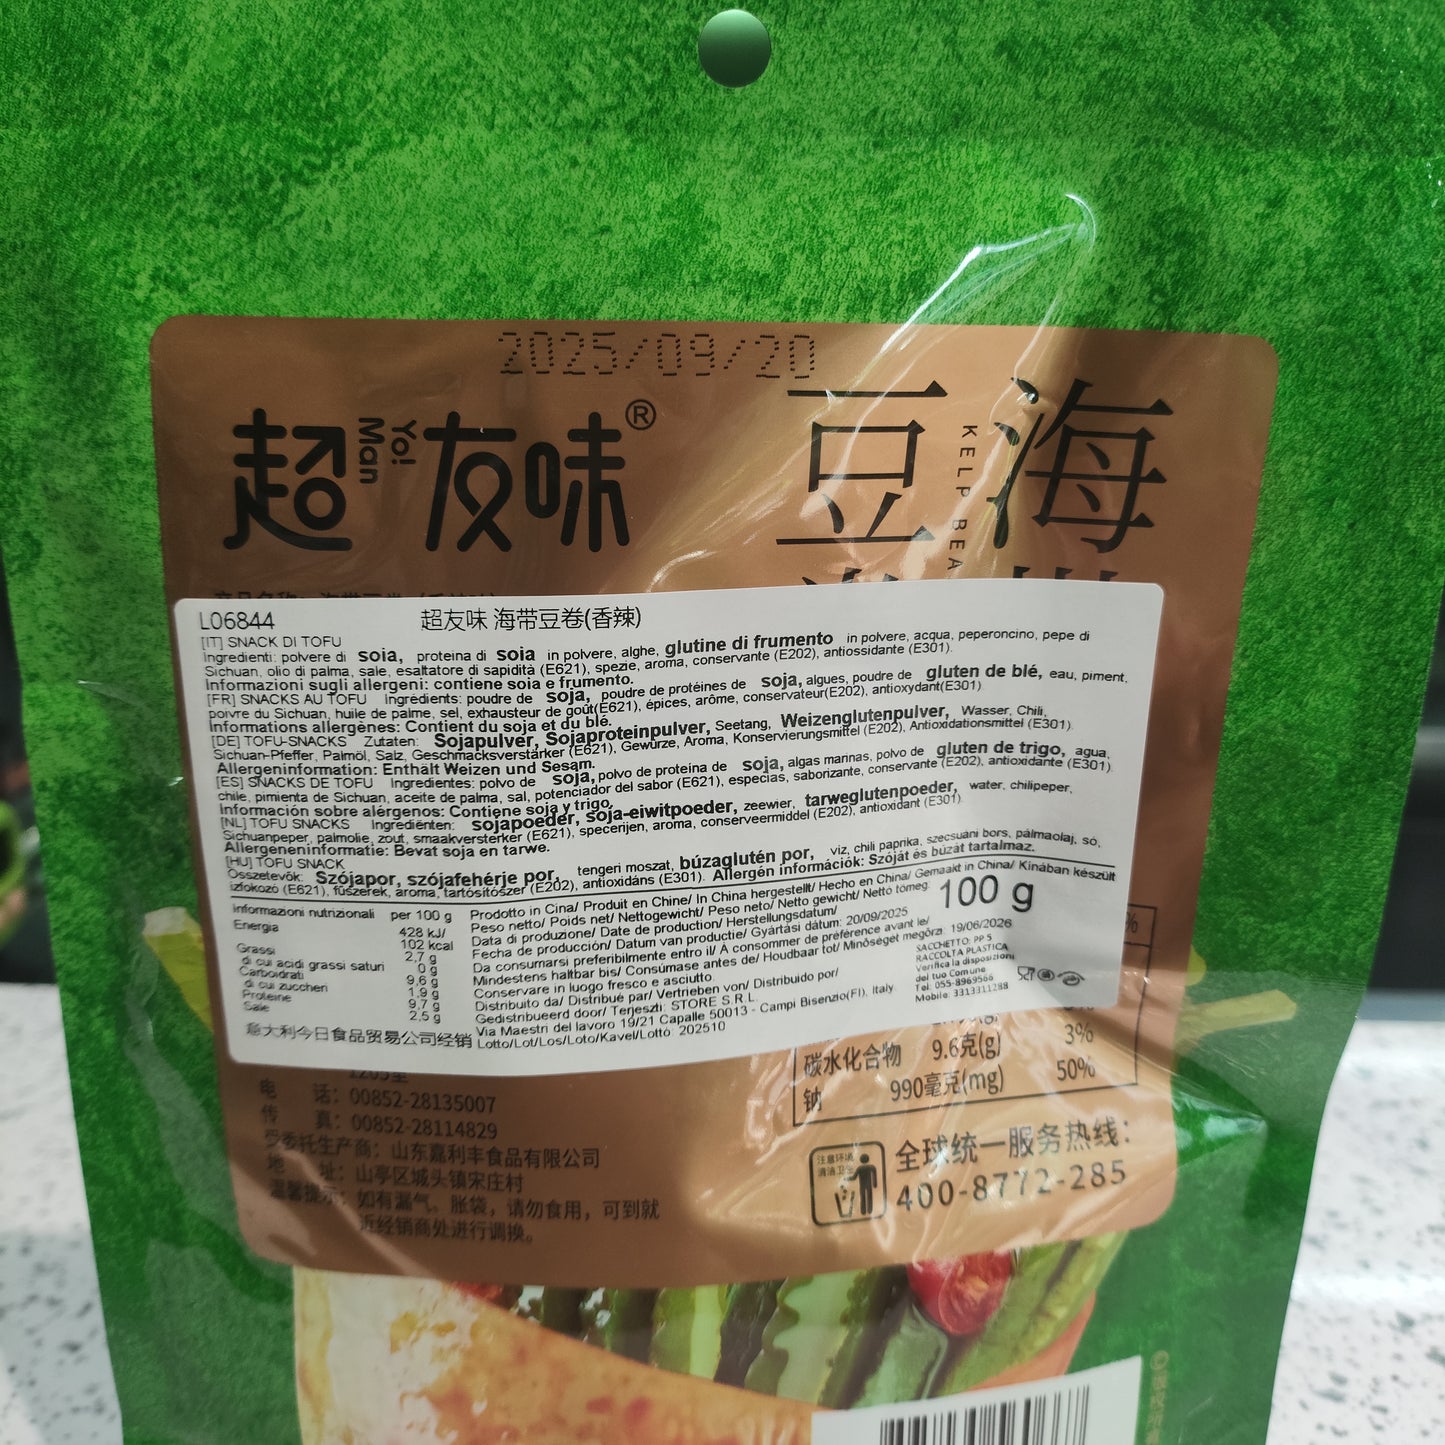 2025/09/20
超友味®
Yo!
Man
海
豆
KELP BEA
L06844 超友味 海带豆卷(香辣)
[IT] SNACK DI TOFU
Ingredienti: polvere di soia, proteina di soia in polvere, alghe, glutine di frumento in polvere, acqua, peperoncino, pepe di
Sichuan, olio di palma, sale, esaltatore di sapidità (E621), spezie, aroma, conservante (E202), antiossidante (E301).
Informazioni sugli allergeni: contiene soia e frumento.
[FR] SNACKS AU TOFU Ingrédients: poudre de soja, poudre de protéines de soja, algues, poudre de gluten de blé, eau, piment,
poivre du Sichuan, huile de palme, sel, exhausteur de goût(E621), épices, arôme, conservateur(E202), antioxydant(E301)
Informations allergènes: Contient du soja et du blé.
[DE] TOFU-SNACKS Zutaten: Sojapulver, Sojaproteinpulver, Seetang, Weizenglutenpulver, Wasser, Chili,
Sichuan-Pfeffer, Palmöl, Salz, Geschmacksverstärker (E621), Gewürze, Aroma, Konservierungsmittel (E202), Antioxidationsmittel (E301)
Allergeninformation: Enthält Weizen und Sesam.
[ES] SNACKS DE TOFU Ingredientes: polvo de soja, polvo de proteina de soja, algas marinas, polvo de gluten de trigo, agua,
chile, pimienta de Sichuan, aceite de palma, sal, potenciador del sabor (E621), especias, saborizante, conservante (E202), antioxidante (E301).
Información sobre alérgenos: Contiene soja y trigo.
[NL] TOFU SNACKS Ingrediënten: sojapoeder, soja-eiwitpoeder, zeewier, tarweglutenpoeder, water, chilipeper,
Sichuanpeper, palmolie, zout, smaakversterker (E621), specerijen, aroma, conserveermiddel (E202), antioxidant (E301)
Allergeneninformatie: Bevat soja en tarwe.
[HU] TOFU SNACK
Összetevők: Szójapor, szójafehérje por, tengeri moszat, búzaglutén por, víz, chili paprika, szecsuáni bors, pálmaolaj, só,
ízfokozó (E621), fűszerek, aroma, tartósítószer (E202), antioxidáns (E301). Allergén információk: Szóját és búzát tartalmaz.
Informazioni nutrizionali per 100 g
Energia 428 kJ/
102 kcal
Grassi 2,7 g
di cui acidi grassi saturi 0 g
Carboidrati 9,6 g
di cui zuccheri 1,9 g
Proteine 9,7 g
Sale 2,5 g
意大利今日食品贸易公司经销
Prodotto in Cina/ Produit en Chine/ In China hergestellt/ Hecho en China/ Gemaakt in China/ Kínában készült
Peso netto/ Poids net/ Nettogewicht/ Peso neto/ Netto gewicht/ Nettó tömeg: 100 g
Data di produzione/ Date de production/ Herstellungsdatum/
Fecha de producción/ Datum van productie/ Gyártási dátum: 20/09/2025
Da consumarsi preferibilmente entro il/ À consommer de préférence avant le/
Mindestens haltbar bis/ Consúmase antes de/ Houdbaar tot/ Minőségét megőrzi: 19/06/2026
Conservare in luogo fresco e asciutto.
Distribuito da/ Distribué par/ Vertrieben von/ Distribuido por/
Gedistribueerd door/ Terjeszti: STORE S.R.L.
Via Maestri del lavoro 19/21 Capalle 50013 - Campi Bisenzio(FI), Italy.
Lotto/Lot/Los/Loto/Kavel/Lottó: 202510
SACCHETTO: PP 5
RACCOLTA PLASTICA
Verifica la disposizioni
del tuo Comune
Tel. 055-8969566
Mobile: 3313311288
%
碳水化合物 9.6克(g) 3%
钠 990毫克(mg) 50%
1203室
电 话: 00852-28135007
传 真: 00852-28114829
受委托生产商: 山东嘉利丰食品有限公司
地 址: 山亭区城头镇宋庄村
温馨提示: 如有漏气、胀袋，请勿食用，可到就
近经销商处进行调换。
注意环境
清洁卫生
全球统一服务热线:
400-8772-285